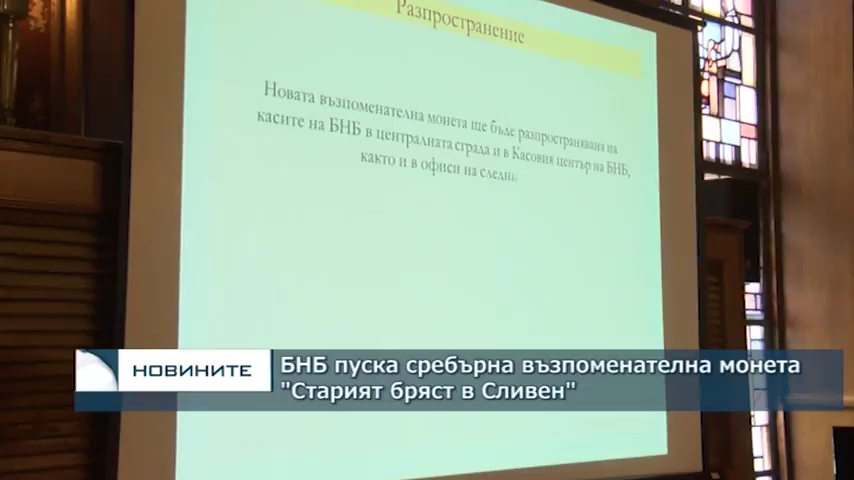 Разпространение
Новата възпоменателна монета ще бъде разпространявана на
касите на БНБ в централната сграда и в Касовия център на БНБ,
както и в офиси на следни
НОВИНИТЕ
БНБ пуска сребърна възпоменателна монета
"Старият бряст в Сливен"